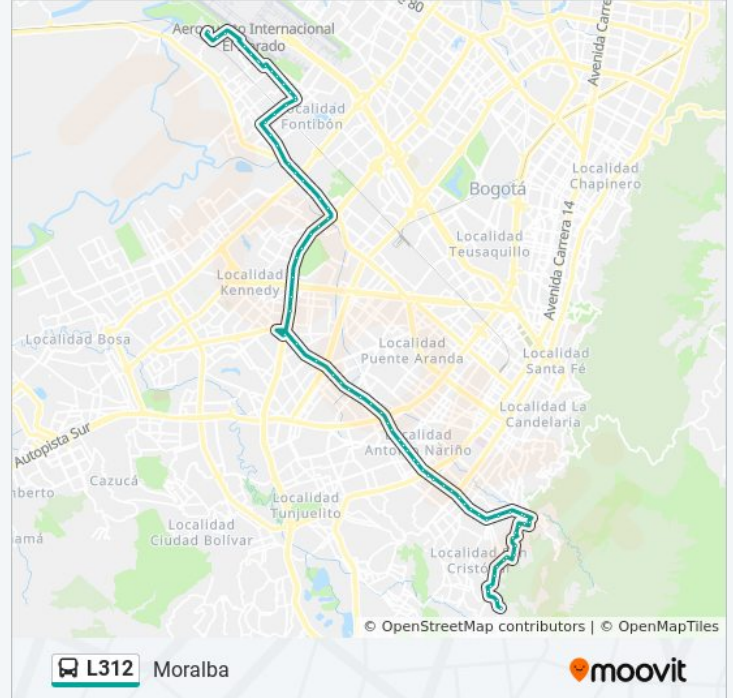 80
Avenida Carrera
Aeropuerto Internacional
El Dorado
Localidad
Fontibón
Localidad
Chapinero
Bogotá
Localidad
Teusaquillo
Avenida Carrera 14
Localidad
Kennedy
Localidad Bosa
Localidad
Puente Aranda
Localidad
Santa Fé
Localidad La
Candelaria
Autopista Sur
Localidad
Antonio Nariño
Cazucá
Localidad
Tunjuelito
Localidad
Ciudad Bolívar
Localidad San
Cristóbal
© OpenStreetMap contributors | © OpenMapTiles
L312 Moralba
moovit